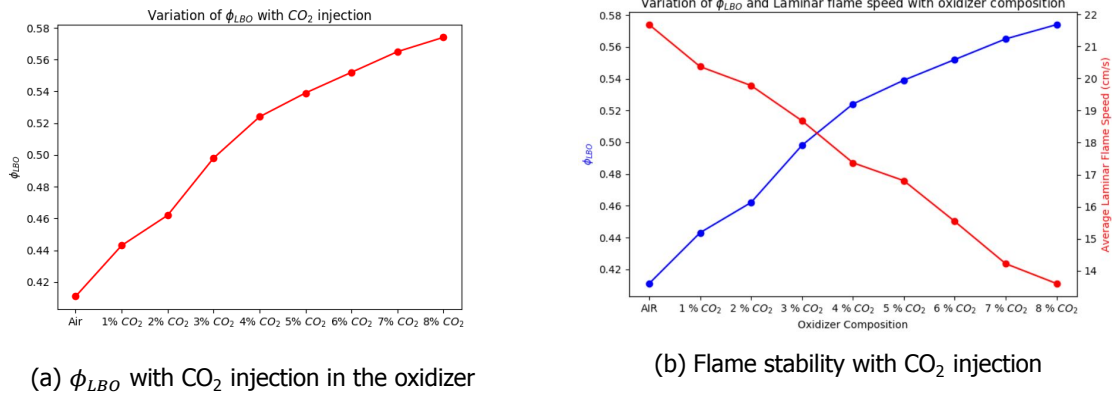 Variation of ϕ_LBO with CO₂ injection
0.58
0.56
0.54
0.52
0.50
0.48
0.46
0.44
0.42
ϕ_LBO
Air 1% CO₂ 2% CO₂ 3% CO₂ 4% CO₂ 5% CO₂ 6% CO₂ 7% CO₂ 8% CO₂
(a) ϕ_LBO with CO₂ injection in the oxidizer
Variation of ϕ_LBO and Laminar flame speed with oxidizer composition
0.58
0.56
0.54
0.52
0.50
0.48
0.46
0.44
0.42
ϕ_LBO
22
21
20
19
18
17
16
15
14
Average Laminar Flame Speed (cm/s)
AIR 1 % CO₂ 2 % CO₂ 3 % CO₂ 4 % CO₂ 5 % CO₂ 6 % CO₂ 7 % CO₂ 8 % CO₂
Oxidizer Composition
(b) Flame stability with CO₂ injection